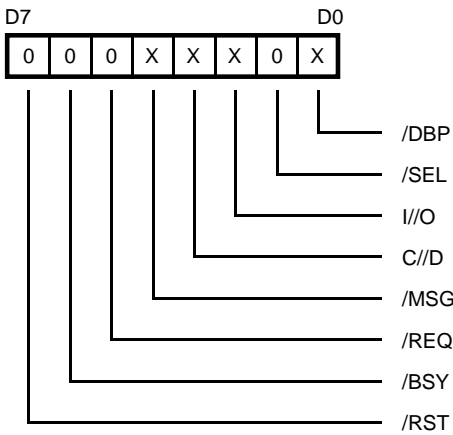 D7 D0
0 0 0 X X X 0 X
/DBP
/SEL
I//O
C//D
/MSG
/REQ
/BSY
/RST